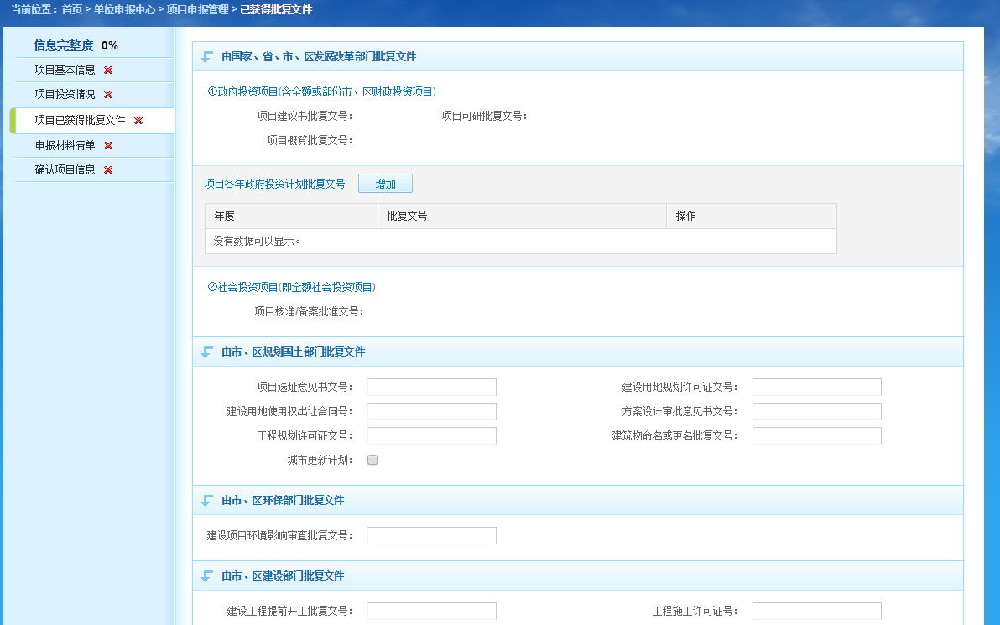 当前位置：首页 > 单位申报中心 > 项目申报管理 > 已获得批复文件
信息完整度 0%
项目基本信息
项目投资情况
项目已获得批复文件
申报材料清单
确认项目信息
由国家、省、市、区发展改革部门批复文件
①政府投资项目(含全额或部份市、区财政投资项目)
项目建议书批复文号： 项目可研批复文号：
项目概算批复文号：
项目各年政府投资计划批复文号 增加
年度 批复文号 操作
没有数据可以显示。
②社会投资项目(即全额社会投资项目)
项目核准/备案批准文号：
由市、区规划国土部门批复文件
项目选址意见书文号： 建设用地规划许可证文号：
建设用地使用权出让合同号： 方案设计审批意见书文号：
工程规划许可证文号： 建筑物命名或更名批复文号：
城市更新计划：
由市、区环保部门批复文件
建设项目环境影响审查批复文号：
由市、区建设部门批复文件
建设工程提前开工批复文号： 工程施工许可证号：